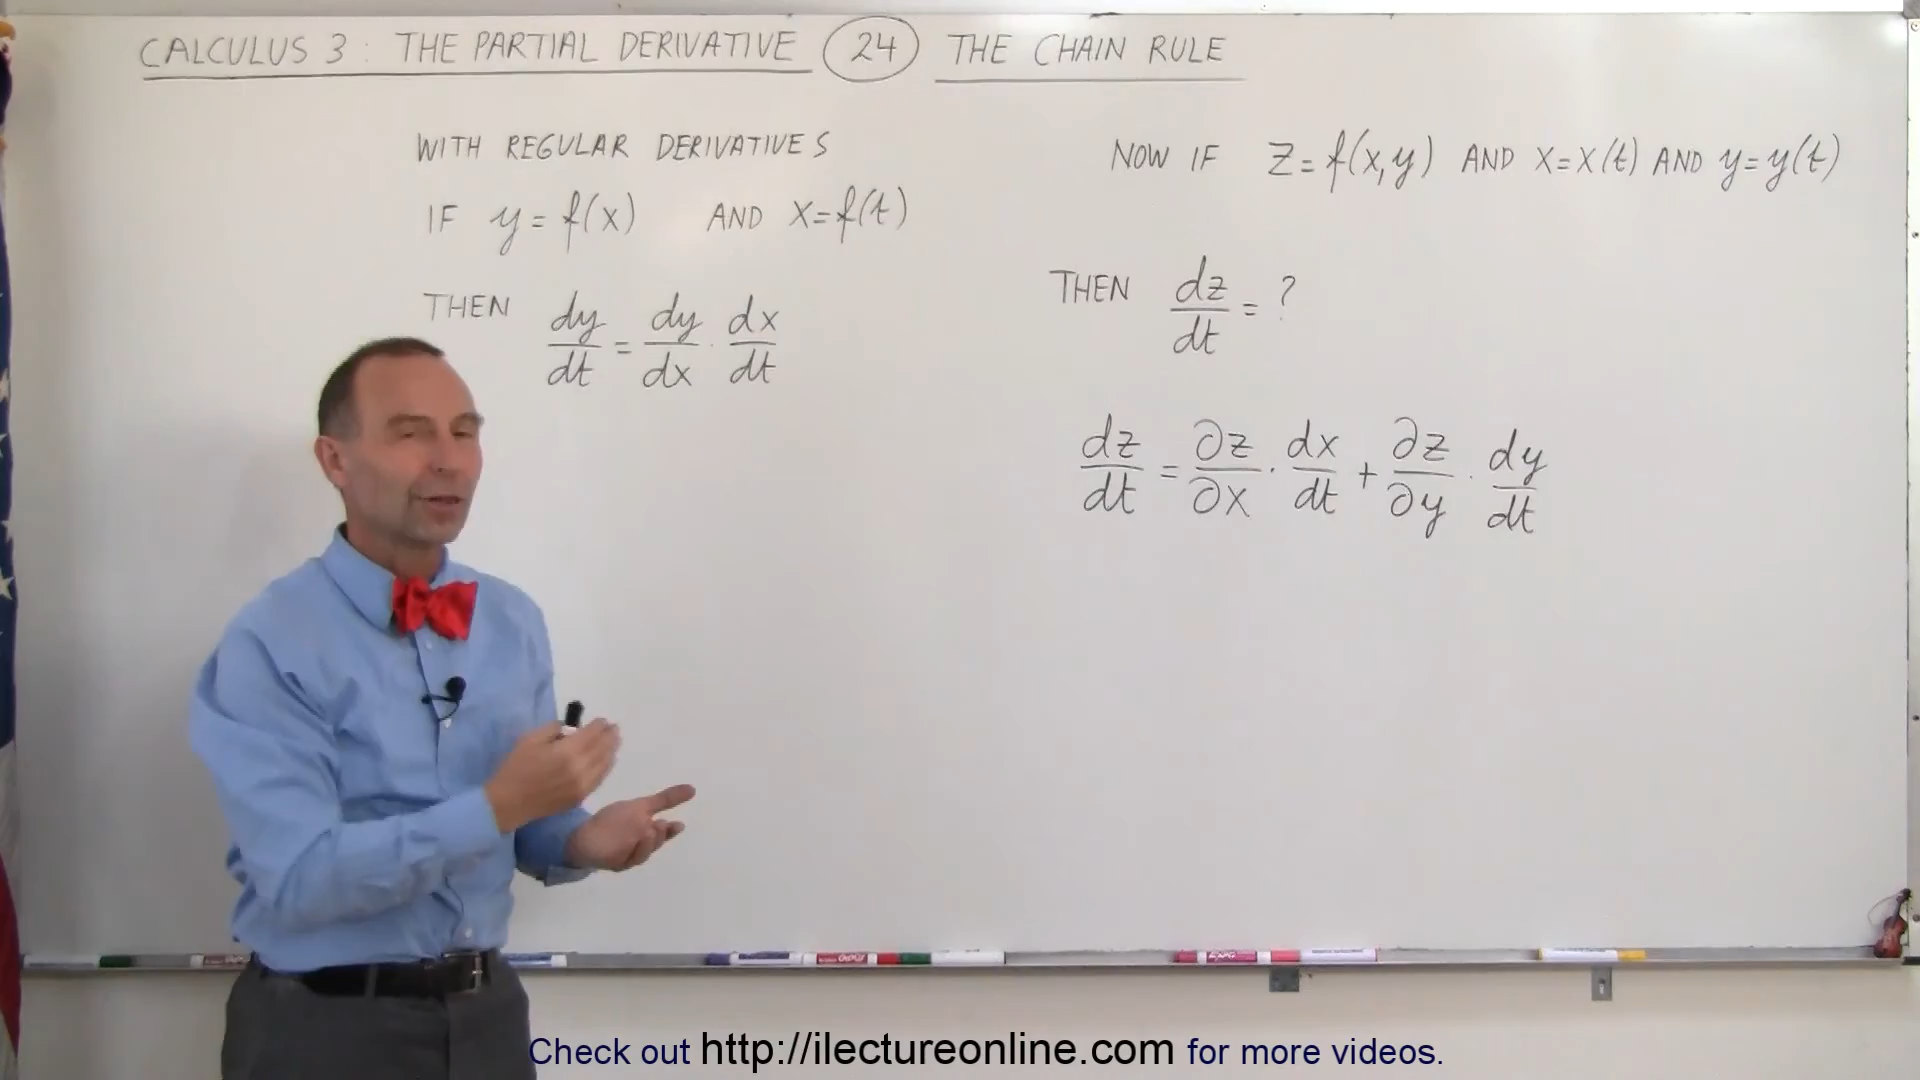 CALCULUS 3: THE PARTIAL DERIVATIVE (24) THE CHAIN RULE
WITH REGULAR DERIVATIVES
IF y = f(x) AND x = f(t)
THEN dy/dt = dy/dx · dx/dt
NOW IF Z = f(x,y) AND x = x(t) AND y = y(t)
THEN dz/dt = ?
dz/dt = ∂z/∂x · dx/dt + ∂z/∂y · dy/dt
Check out http://ilectureonline.com for more videos.